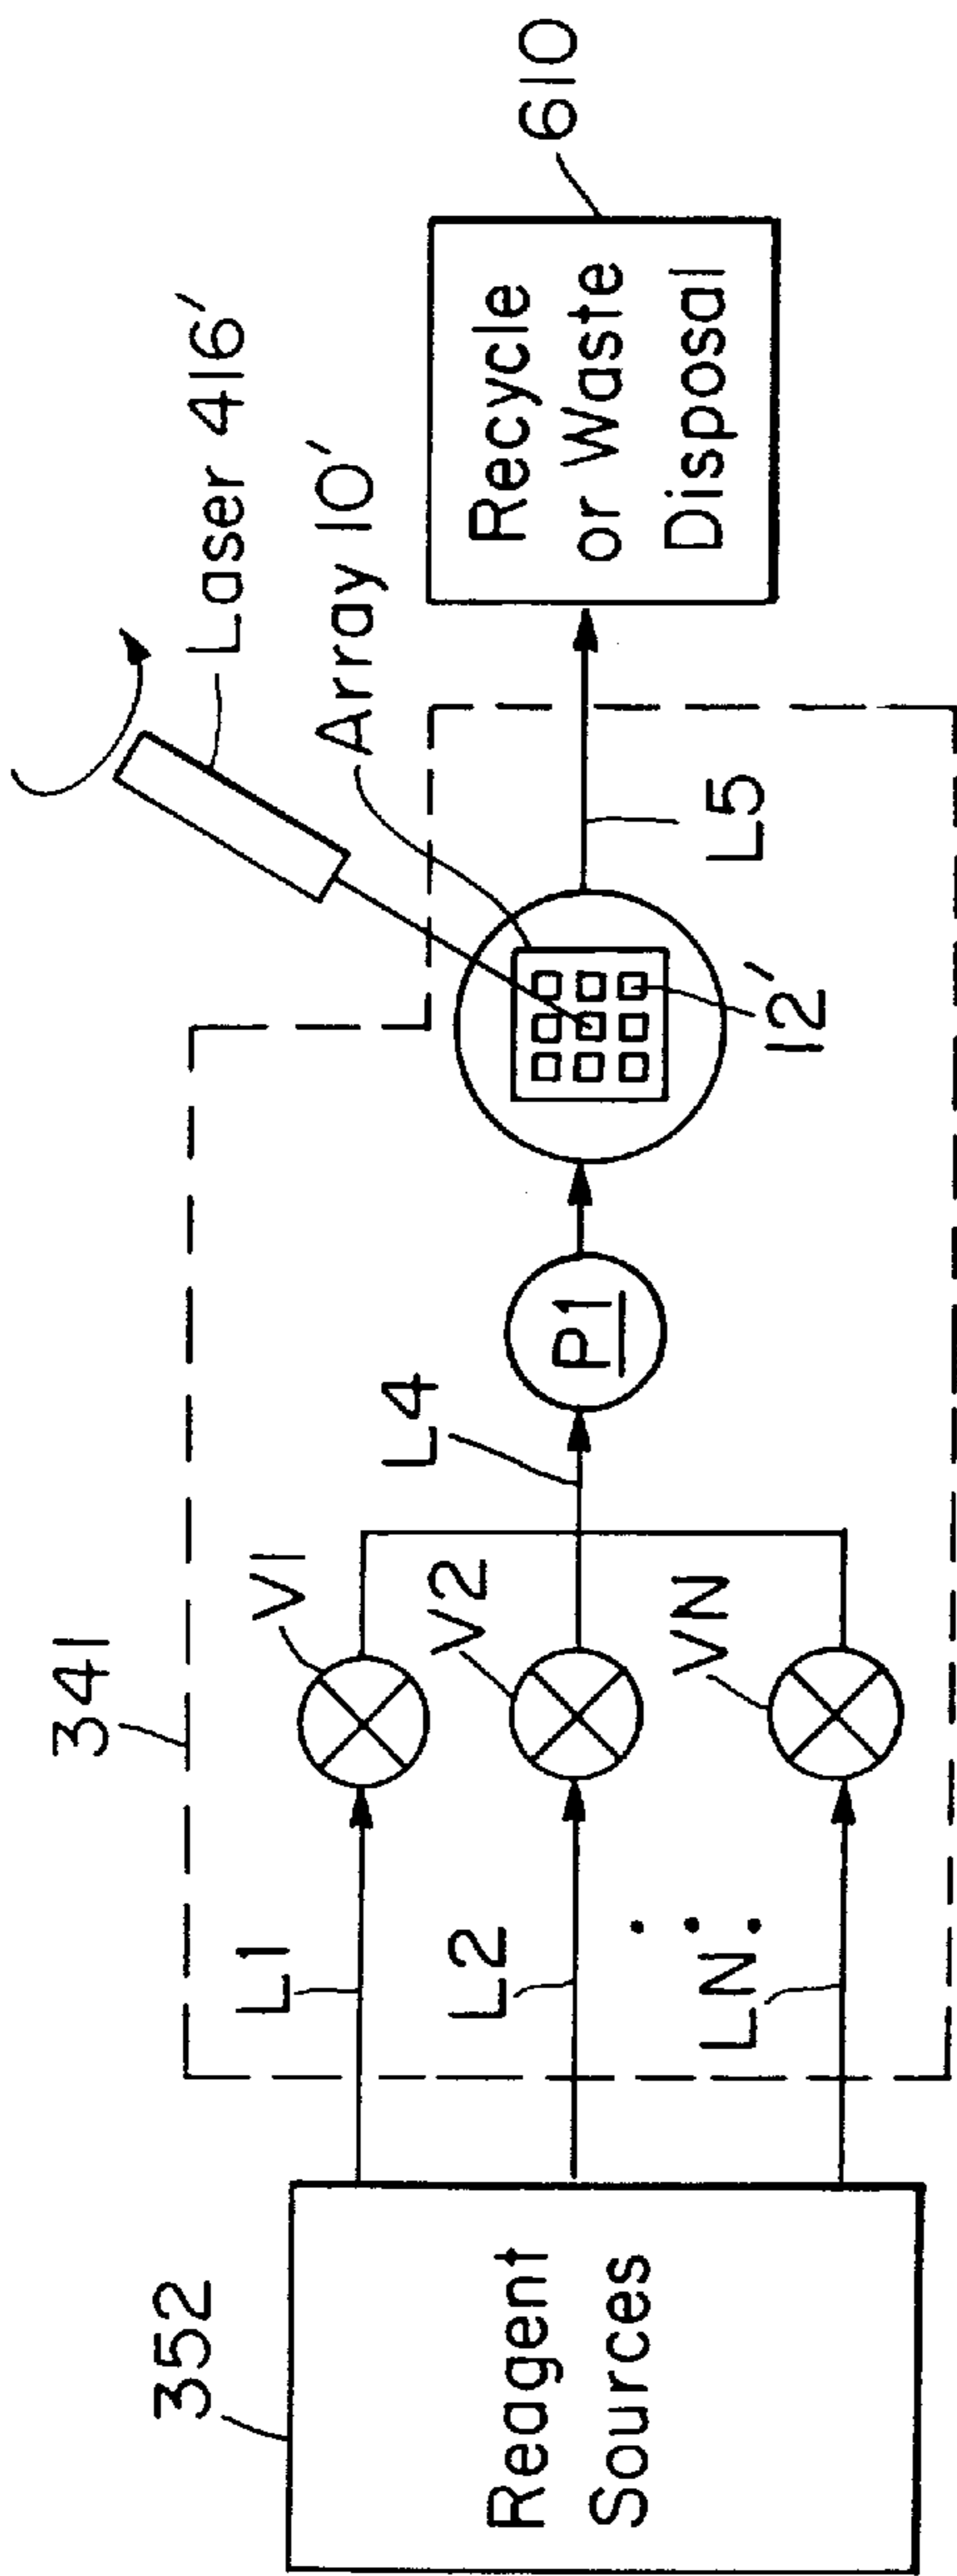 352
Reagent
Sources
341
L1
L2
LN
V1
V2
VN
L4
P1
Laser 416'
Array 10'
12'
L5
Recycle
or Waste
Disposal
610